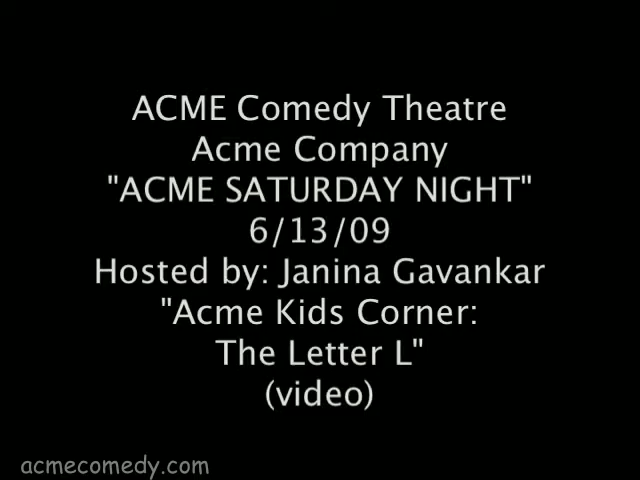 ACME Comedy Theatre
Acme Company
"ACME SATURDAY NIGHT"
6/13/09
Hosted by: Janina Gavankar
"Acme Kids Corner:
The Letter L"
(video)
acmecomedy.com